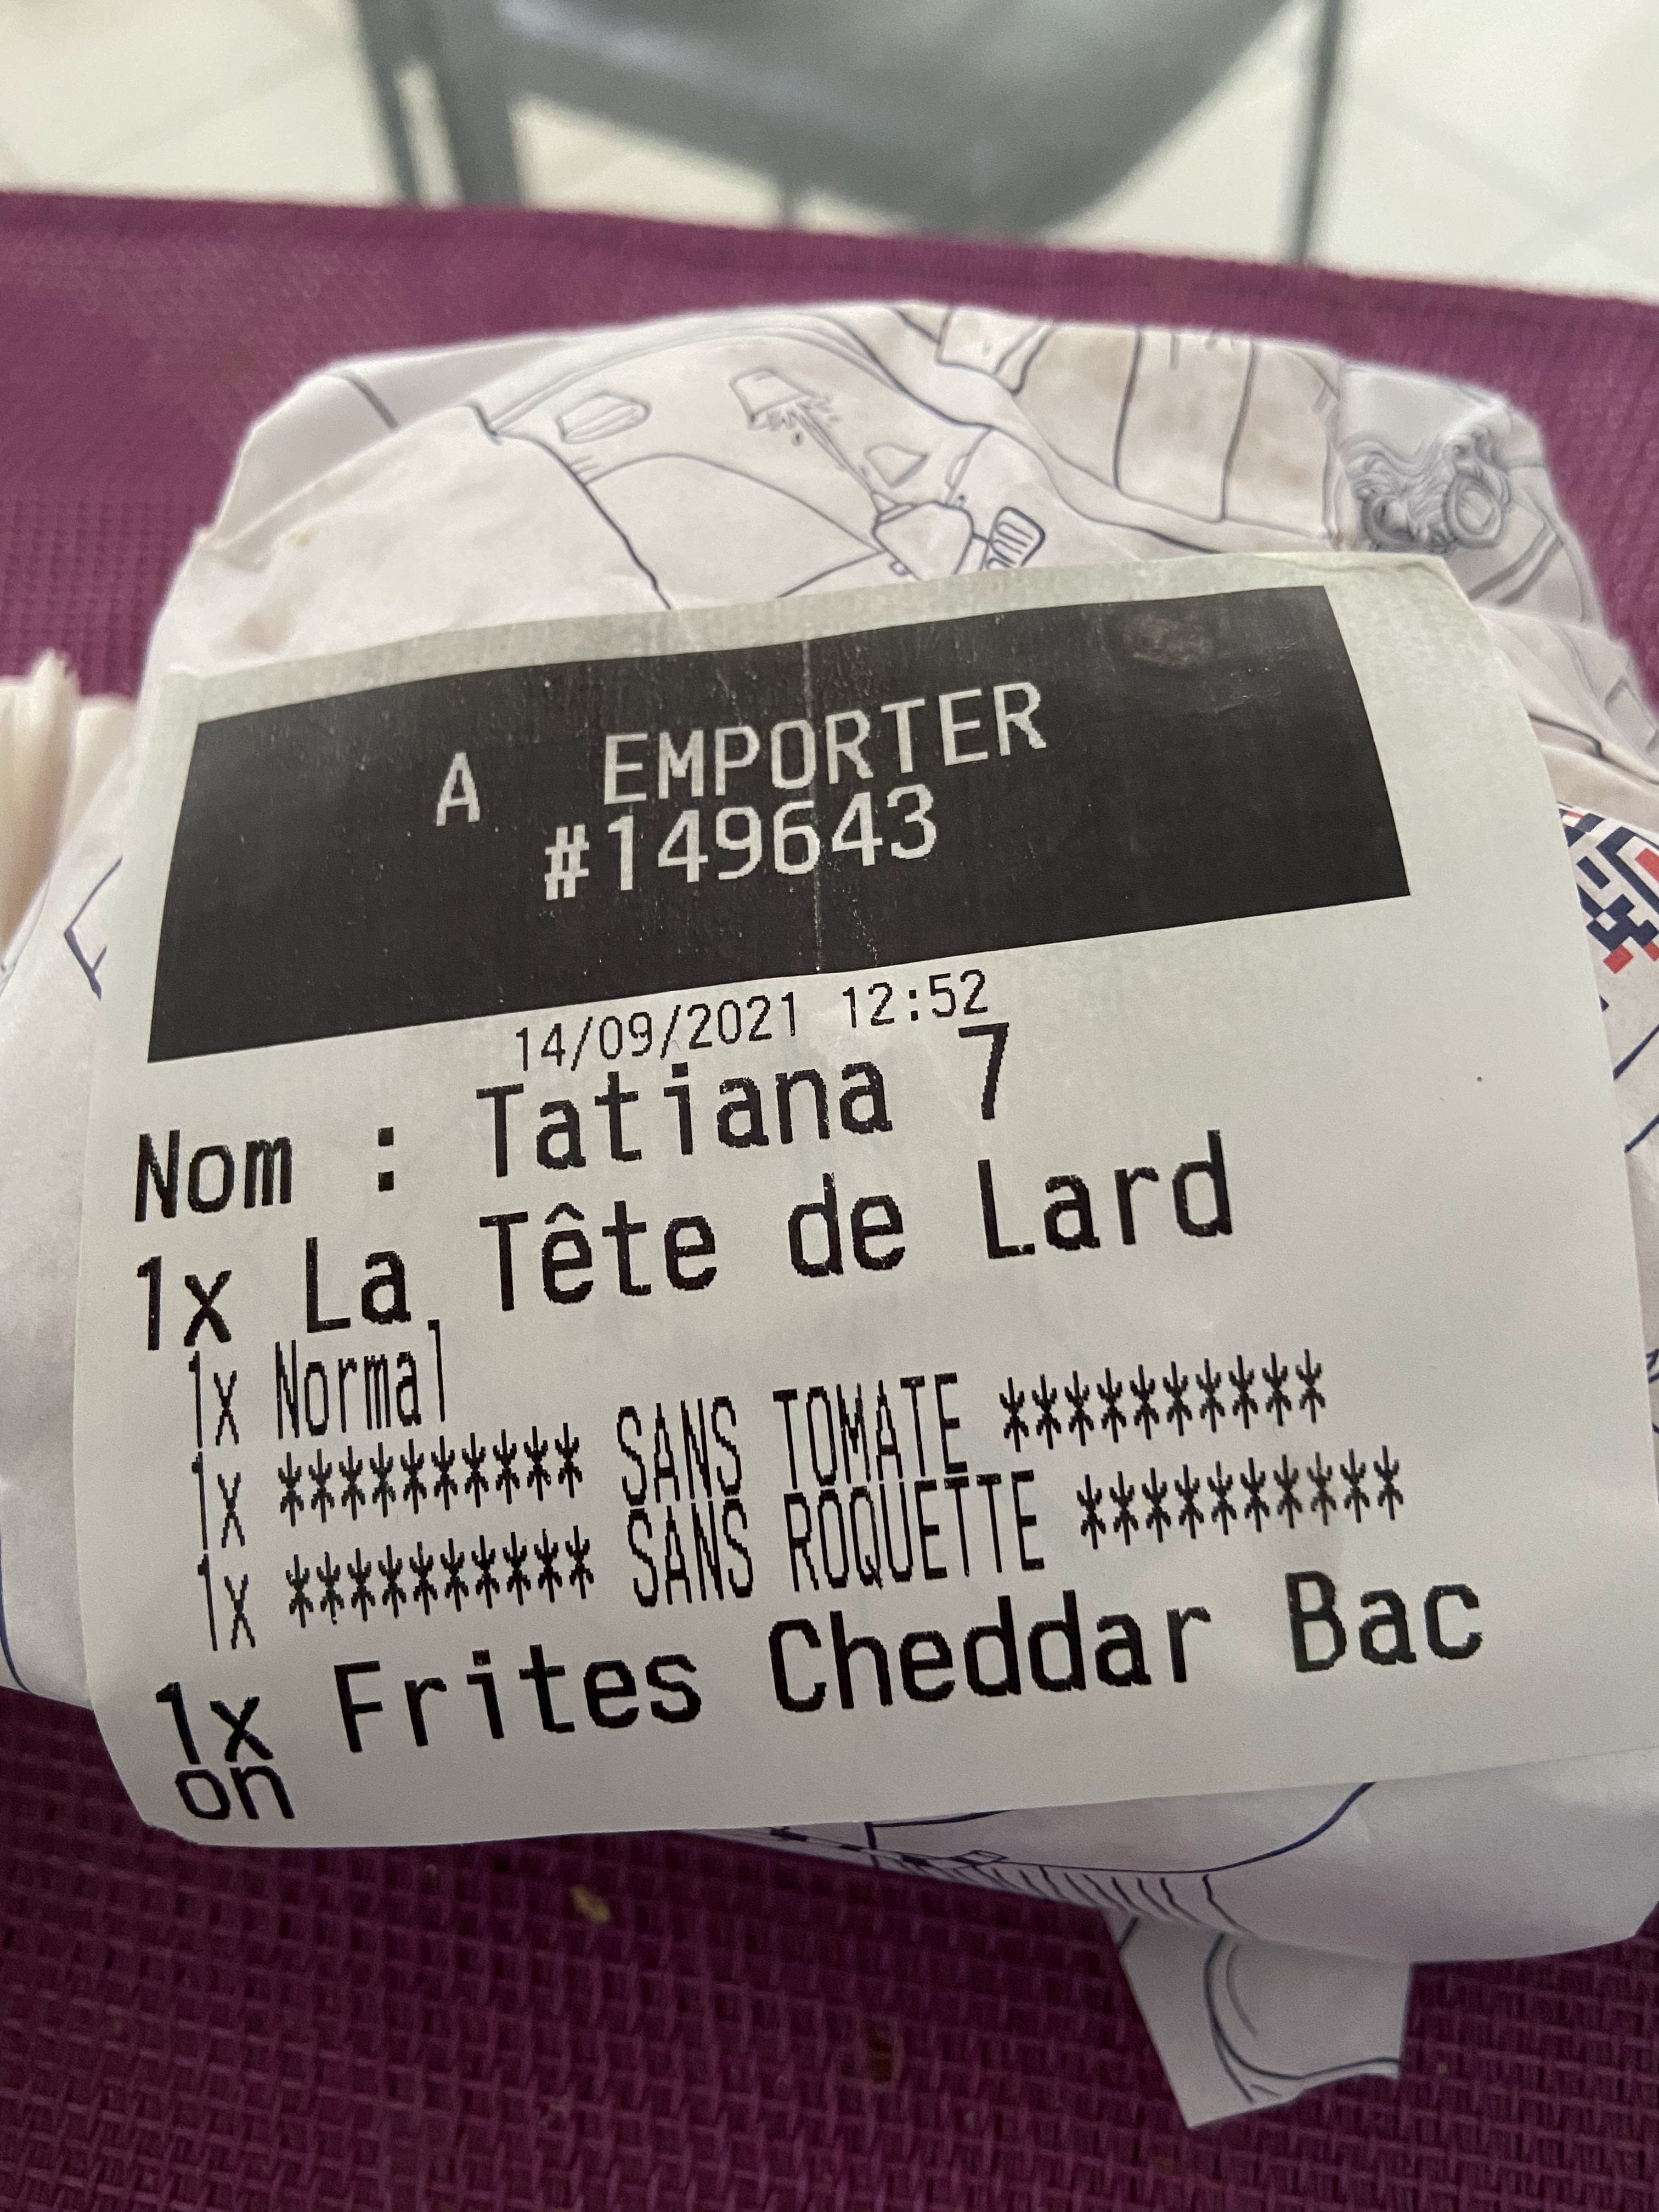 A EMPORTER
#149643
14/09/2021 12:52
Nom : Tatiana 7
1x La Tête de Lard
1x Normal
1x ********** SANS TOMATE **********
1x ********** SANS ROQUETTE **********
1x Frites Cheddar Bac
on